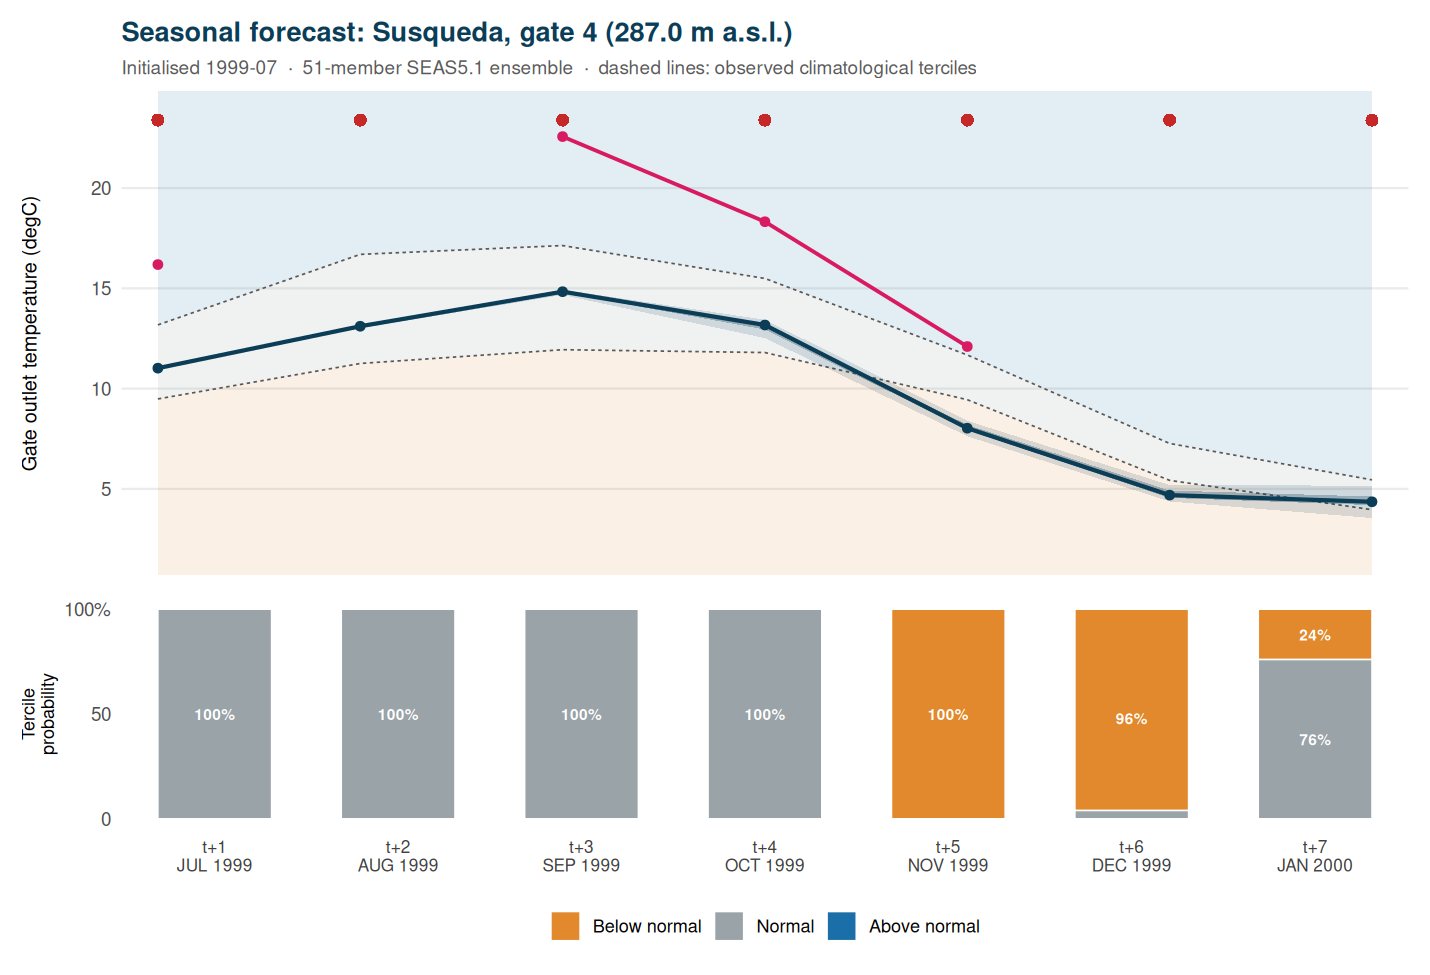 Seasonal forecast: Susqueda, gate 4 (287.0 m a.s.l.)
Initialised 1999-07 · 51-member SEAS5.1 ensemble · dashed lines: observed climatological terciles
Gate outlet temperature (degC)
20
15
10
5
Tercile
probability
100%
50
0
100%
100%
100%
100%
100%
96%
24%
76%
t+1
JUL 1999
t+2
AUG 1999
t+3
SEP 1999
t+4
OCT 1999
t+5
NOV 1999
t+6
DEC 1999
t+7
JAN 2000
Below normal
Normal
Above normal